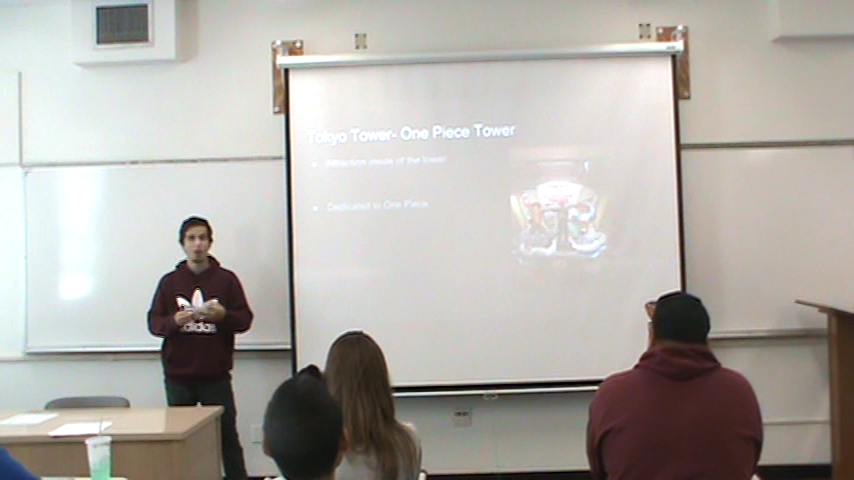 Tokyo Tower- One Piece Tower
Attraction inside of the tower
Dedicated to One Piece
adidas